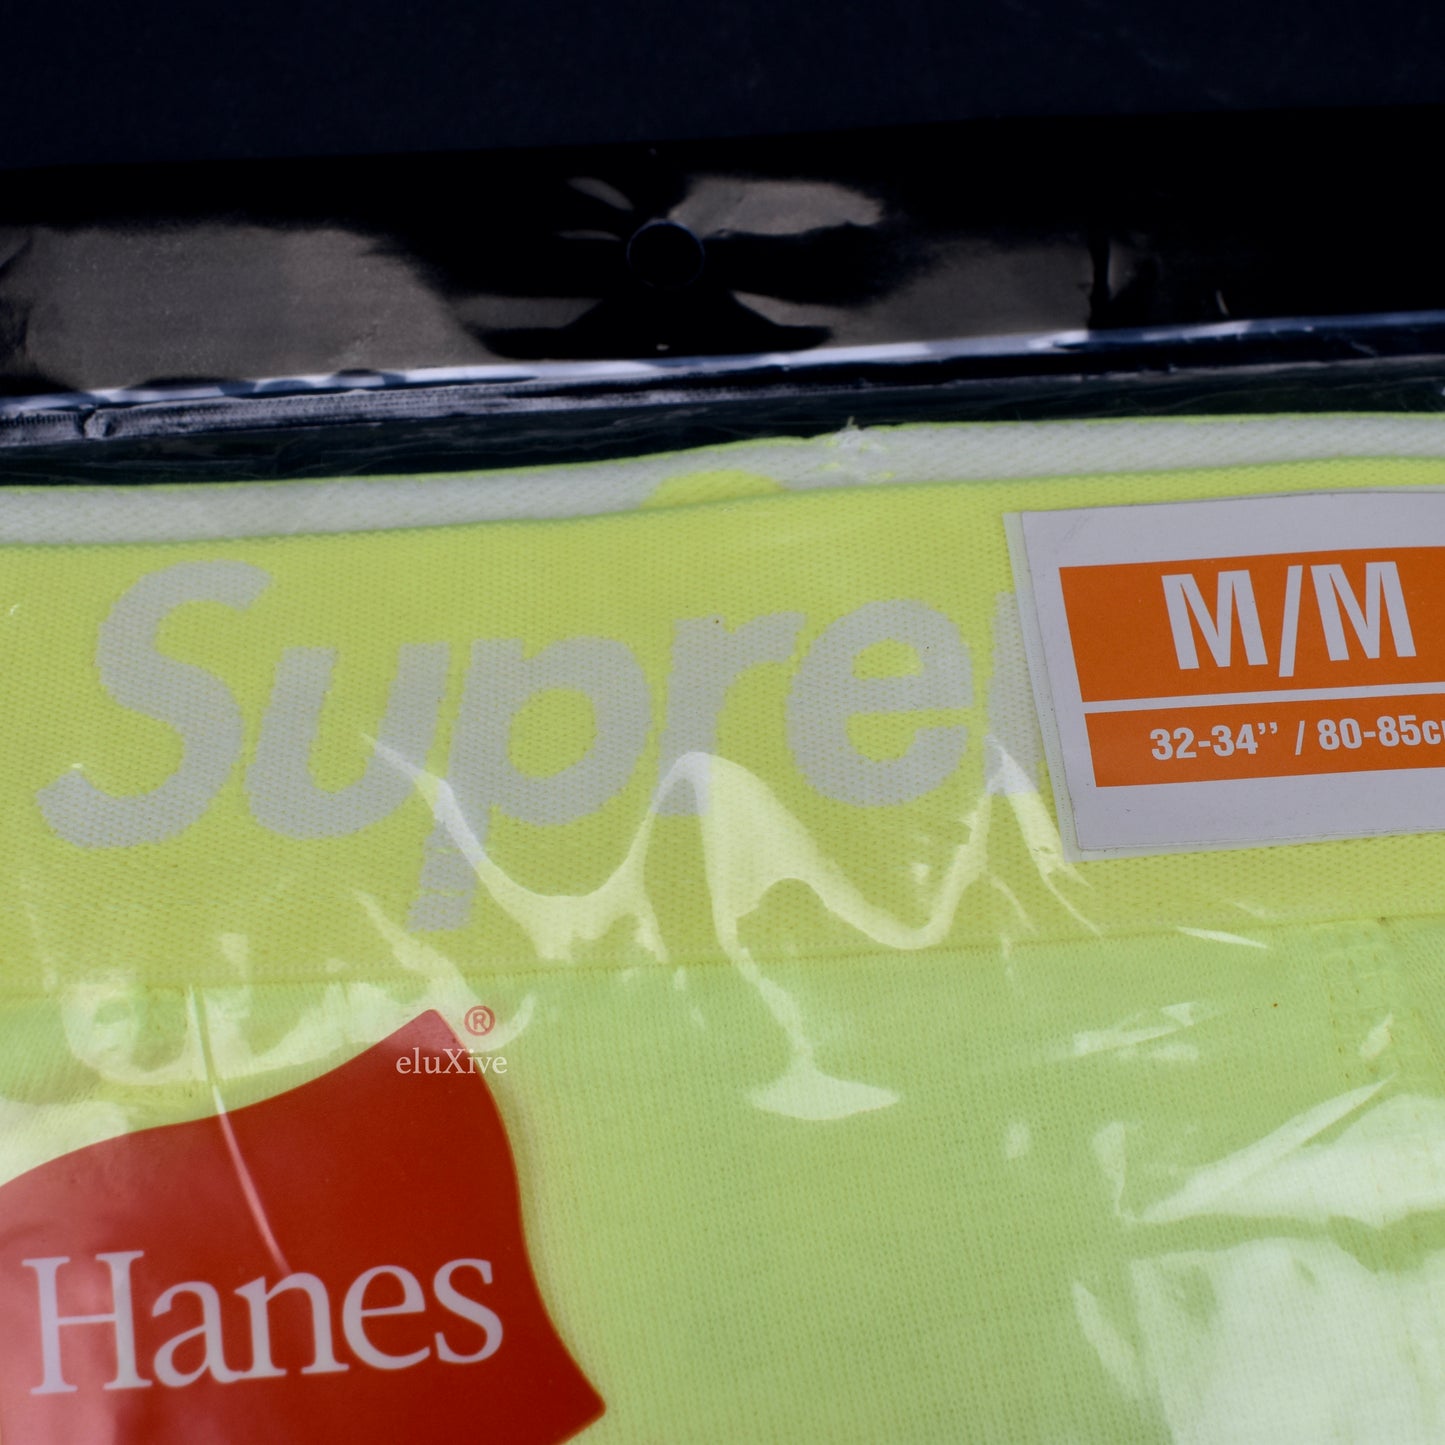 Supre
M/M
32-34” / 80-85c
®
eluXive
Hanes